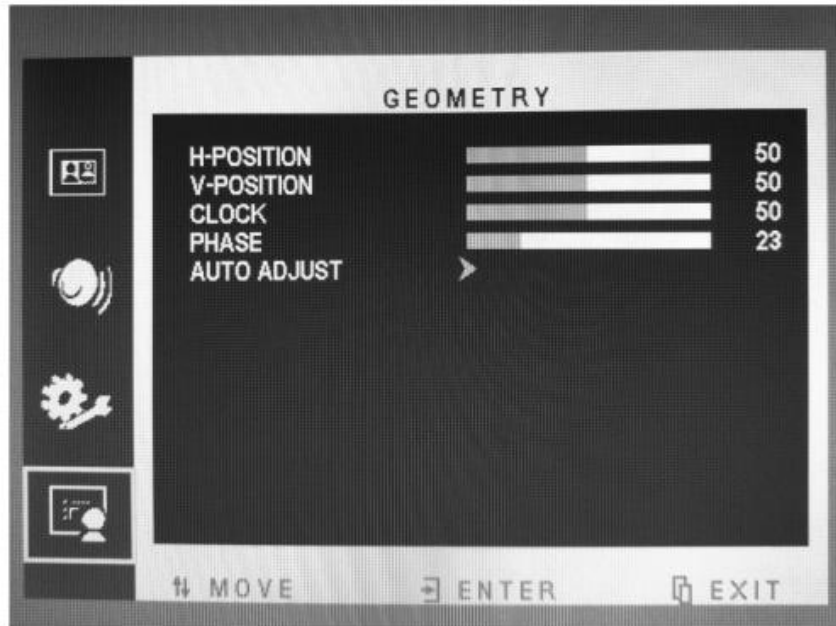 GEOMETRY
H-POSITION 50
V-POSITION 50
CLOCK 50
PHASE 23
AUTO ADJUST
MOVE ENTER EXIT